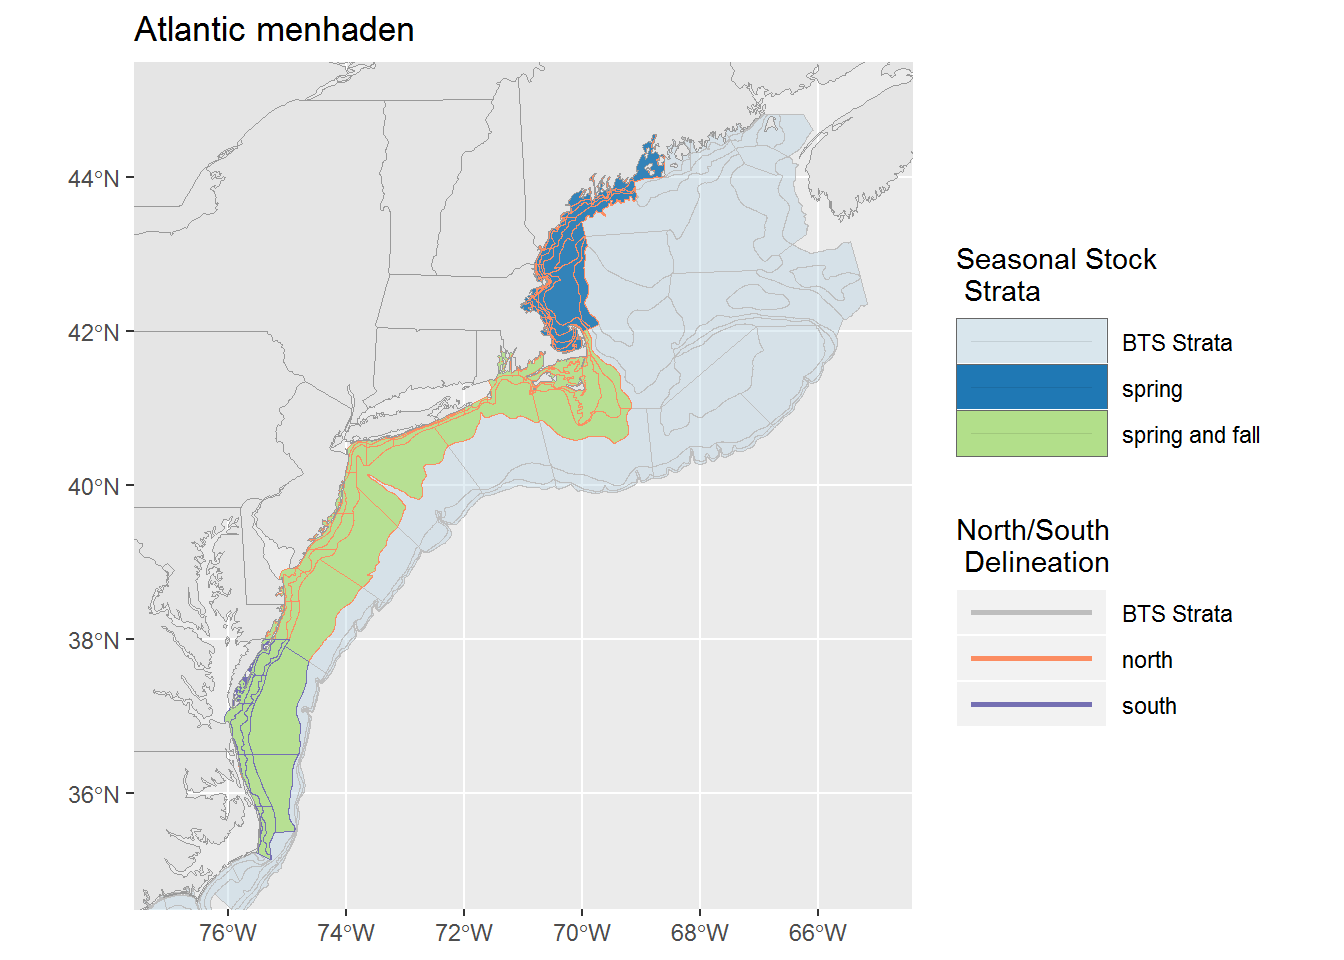 Atlantic menhaden
44°N
42°N
40°N
38°N
36°N
76°W
74°W
72°W
70°W
68°W
66°W
Seasonal Stock
Strata
BTS Strata
spring
spring and fall
North/South
Delineation
BTS Strata
north
south